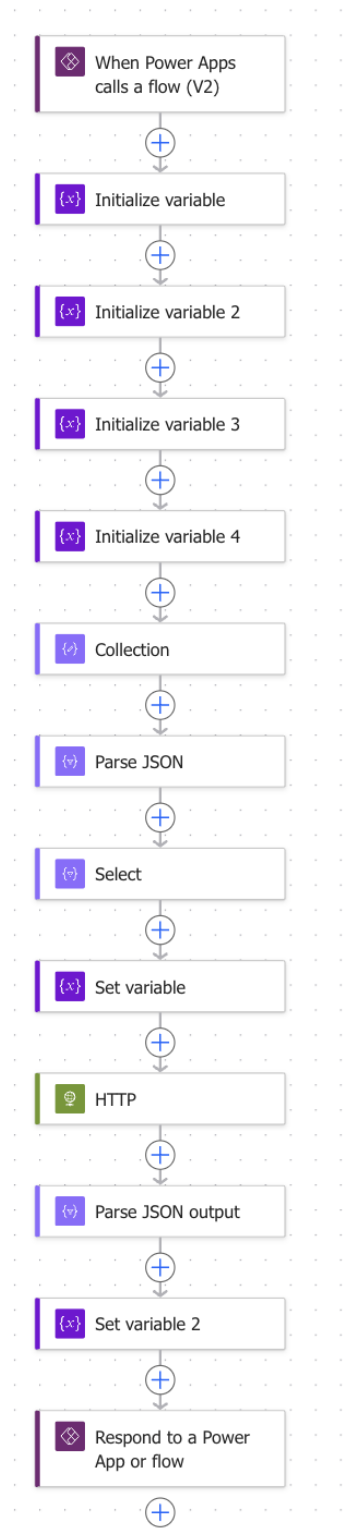 When Power Apps
calls a flow (V2)
{x} Initialize variable
{x} Initialize variable 2
{x} Initialize variable 3
{x} Initialize variable 4
Collection
Parse JSON
Select
{x} Set variable
HTTP
Parse JSON output
{x} Set variable 2
Respond to a Power
App or flow